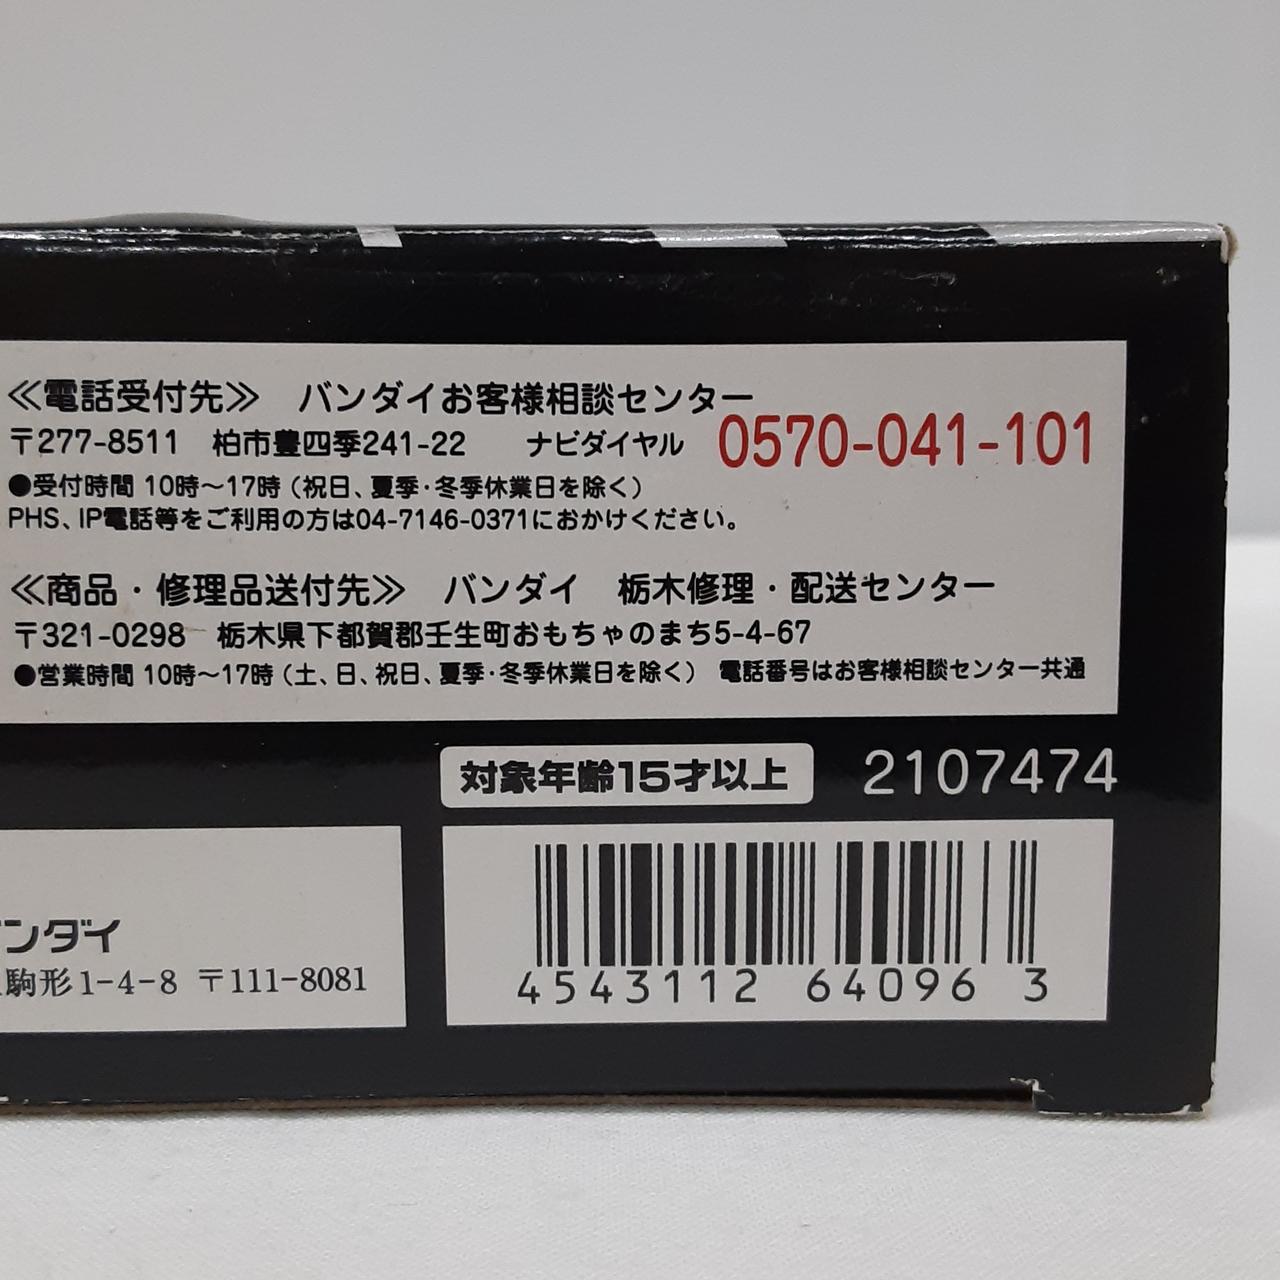 ≪電話受付先≫ バンダイお客様相談センター
〒277-8511 柏市豊四季241-22 ナビダイヤル 0570-041-101
●受付時間 10時～17時（祝日、夏季・冬季休業日を除く）
PHS、IP電話等をご利用の方は04-7146-0371におかけください。
≪商品・修理品送付先≫ バンダイ 栃木修理・配送センター
〒321-0298 栃木県下都賀郡壬生町おもちゃのまち5-4-67
●営業時間 10時～17時（土、日、祝日、夏季・冬季休業日を除く） 電話番号はお客様相談センター共通
対象年齢15才以上 2107474
ンダイ
駒形1-4-8 〒111-8081
4543112 64096 3